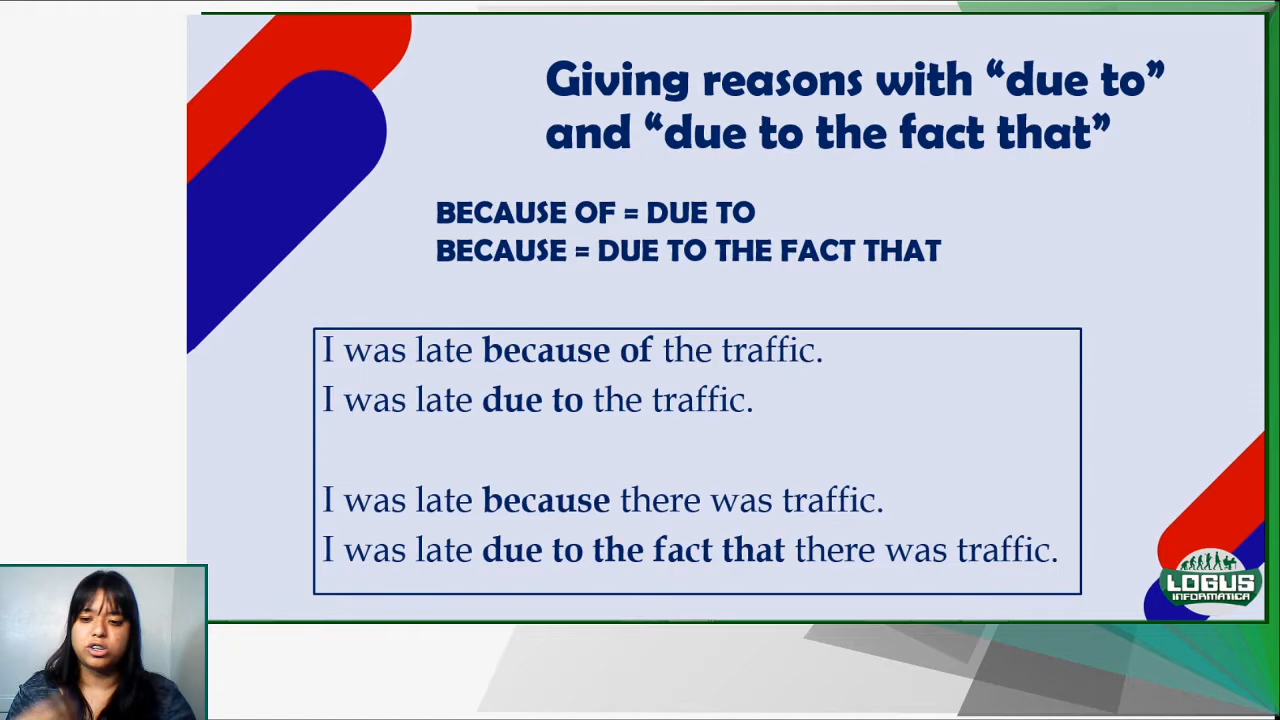 Giving reasons with “due to”
and “due to the fact that”
BECAUSE OF = DUE TO
BECAUSE = DUE TO THE FACT THAT
I was late because of the traffic.
I was late due to the traffic.
I was late because there was traffic.
I was late due to the fact that there was traffic.
LOGUS
INFORMATICA